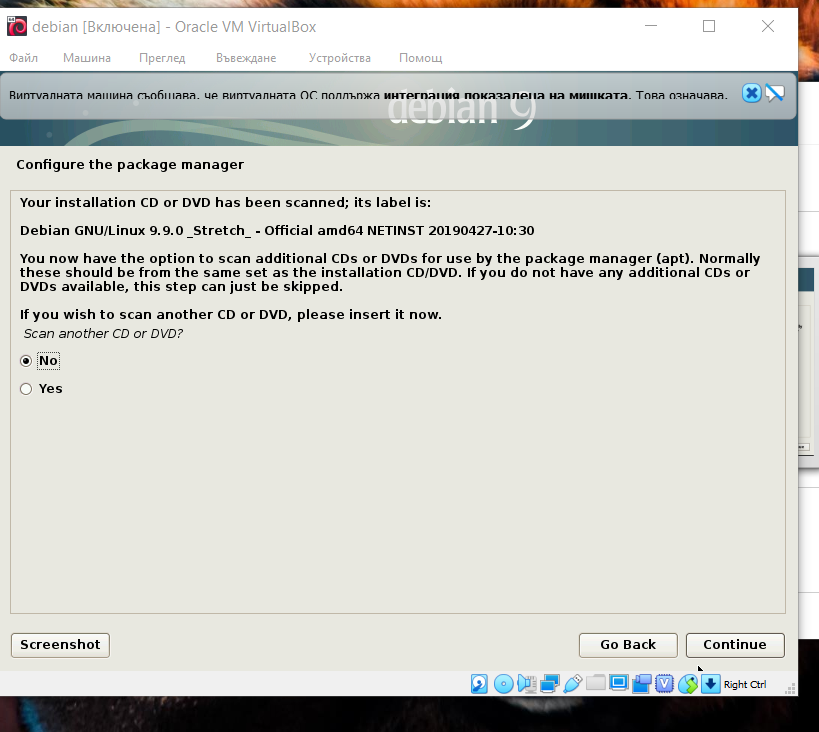 debian [Включена] - Oracle VM VirtualBox
Файл Машина Преглед Въвеждане Устройства Помощ
Виртуалната машина съобщава, че виртуалната ОС поддържа интеграция показалеца на мишката. Това означава,
debian 9
Configure the package manager
Your installation CD or DVD has been scanned; its label is:
Debian GNU/Linux 9.9.0 _Stretch_ - Official amd64 NETINST 20190427-10:30
You now have the option to scan additional CDs or DVDs for use by the package manager (apt). Normally
these should be from the same set as the installation CD/DVD. If you do not have any additional CDs or
DVDs available, this step can just be skipped.
If you wish to scan another CD or DVD, please insert it now.
Scan another CD or DVD?
No
Yes
Screenshot Go Back Continue
Right Ctrl